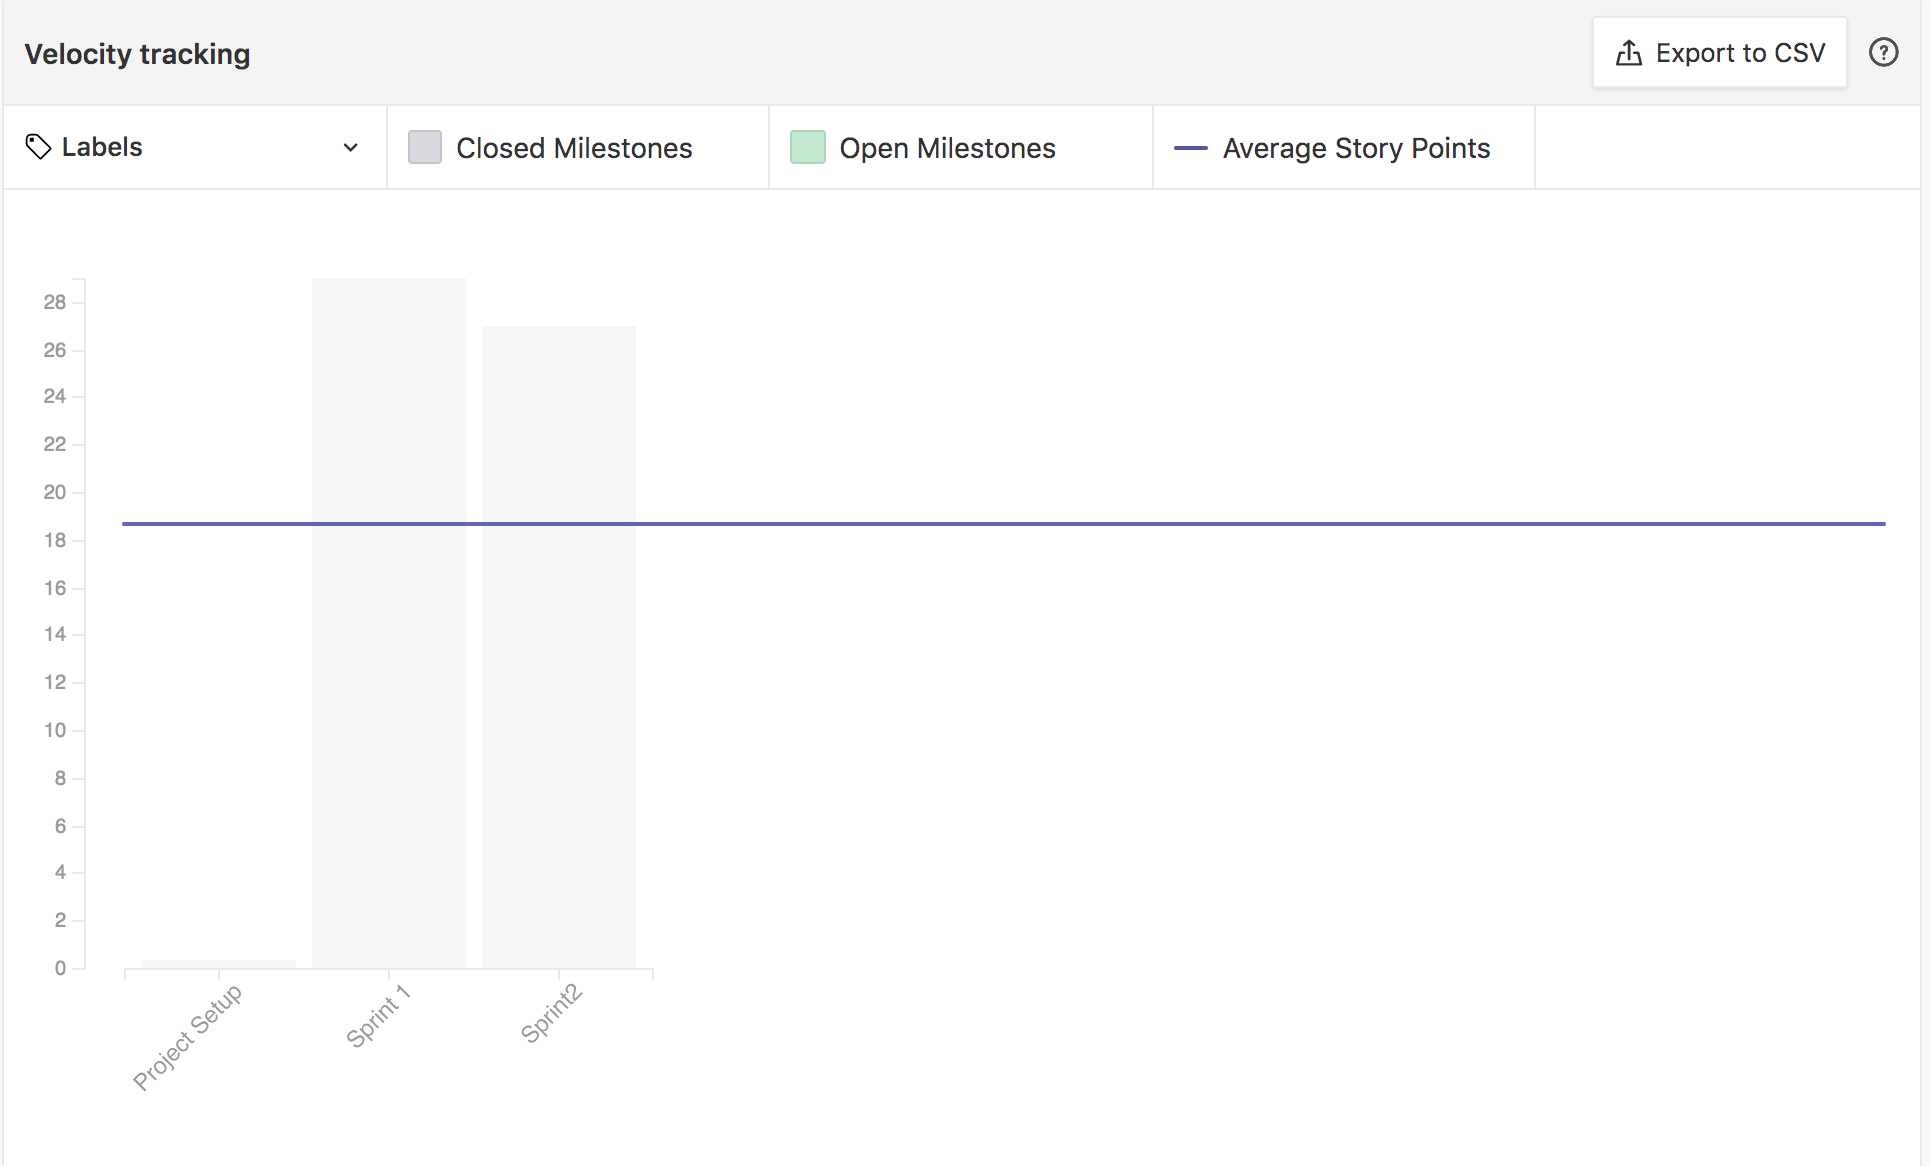 Velocity tracking
Export to CSV
?
Labels
Closed Milestones
Open Milestones
Average Story Points
28
26
24
22
20
18
16
14
12
10
8
6
4
2
0
Project Setup
Sprint 1
Sprint2